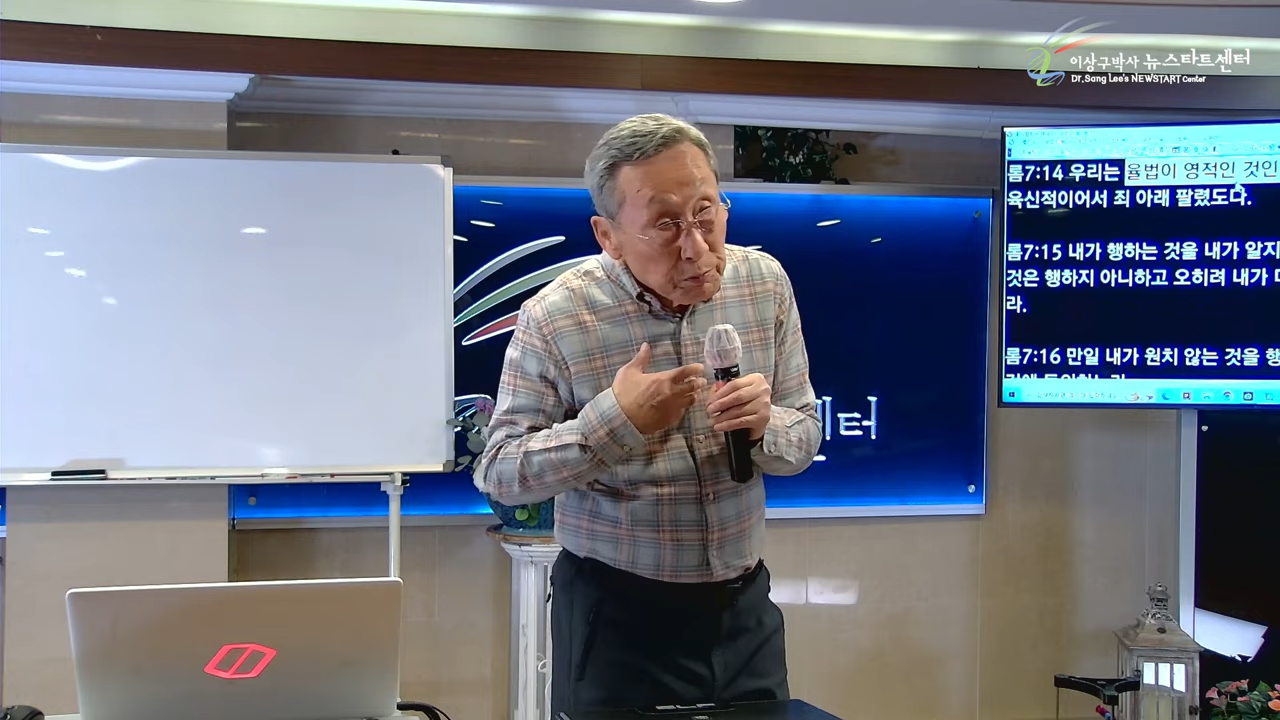 이상구박사 뉴스타트센터
Dr.Sang Lee's NEWSTART Center
롬7:14 우리는 율법이 영적인 것인
육신적이어서 죄 아래 팔렸도다.
롬7:15 내가 행하는 것을 내가 알지
것은 행하지 아니하고 오히려 내가
라.
롬7:16 만일 내가 원치 않는 것을 행
센터